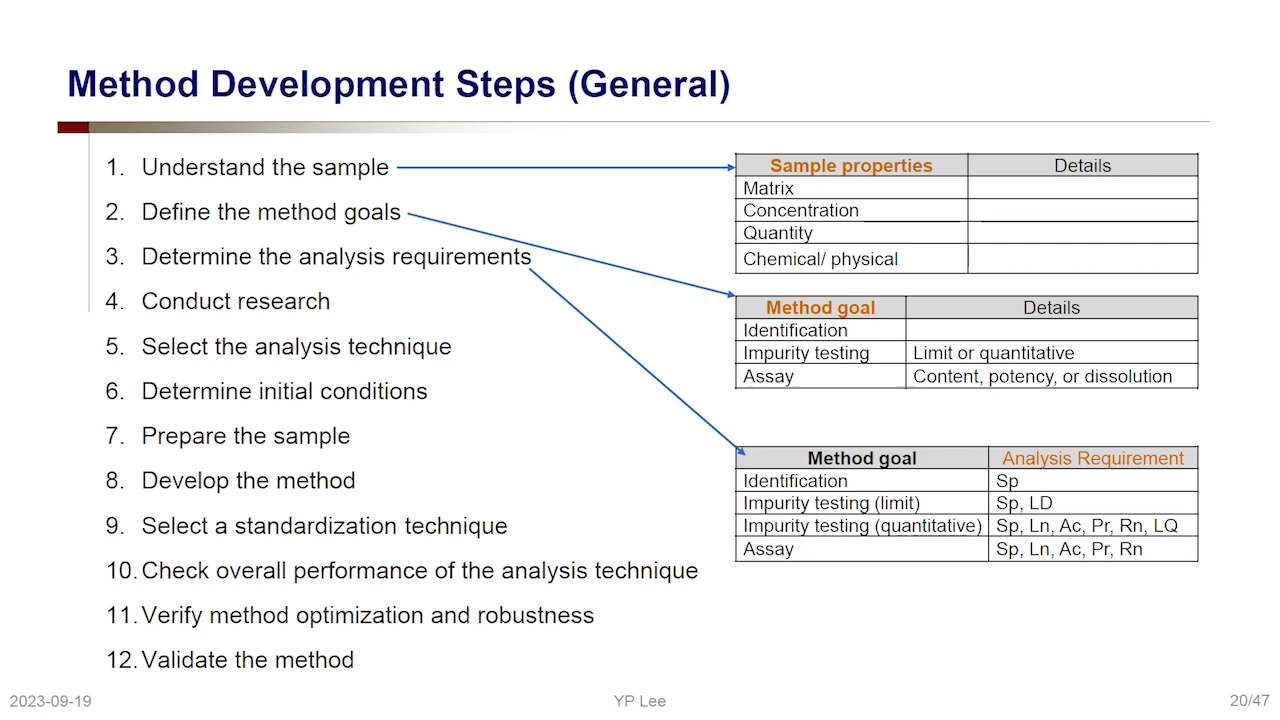 Method Development Steps (General)
1. Understand the sample
2. Define the method goals
3. Determine the analysis requirements
4. Conduct research
5. Select the analysis technique
6. Determine initial conditions
7. Prepare the sample
8. Develop the method
9. Select a standardization technique
10. Check overall performance of the analysis technique
11. Verify method optimization and robustness
12. Validate the method
Sample properties Details
Matrix
Concentration
Quantity
Chemical/ physical
Method goal Details
Identification
Impurity testing Limit or quantitative
Assay Content, potency, or dissolution
Method goal Analysis Requirement
Identification Sp
Impurity testing (limit) Sp, LD
Impurity testing (quantitative) Sp, Ln, Ac, Pr, Rn, LQ
Assay Sp, Ln, Ac, Pr, Rn
2023-09-19 YP Lee 20/47